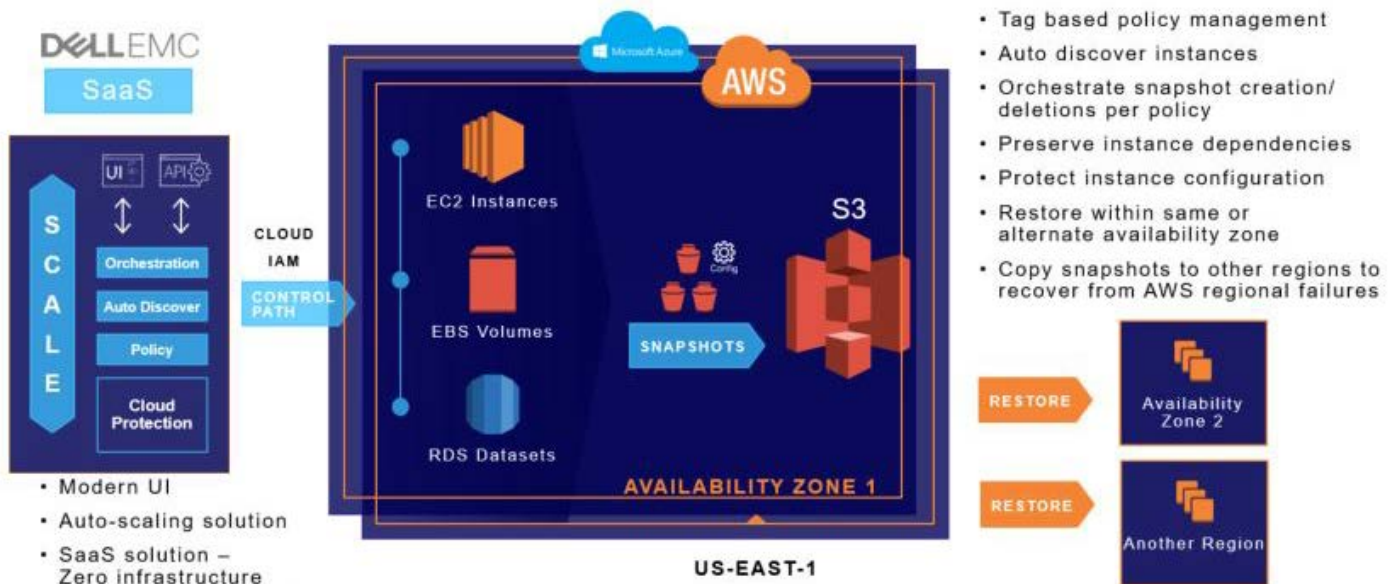 DELLEMC
SaaS
UI
API
SCALE
Orchestration
Auto Discover
Policy
Cloud
Protection
• Modern UI
• Auto-scaling solution
• SaaS solution –
Zero infrastructure
CLOUD
IAM
CONTROL
PATH
Microsoft Azure
AWS
EC2 Instances
EBS Volumes
RDS Datasets
Config
SNAPSHOTS
S3
AVAILABILITY ZONE 1
US-EAST-1
• Tag based policy management
• Auto discover instances
• Orchestrate snapshot creation/
deletions per policy
• Preserve instance dependencies
• Protect instance configuration
• Restore within same or
alternate availability zone
• Copy snapshots to other regions to
recover from AWS regional failures
RESTORE
Availability
Zone 2
RESTORE
Another Region